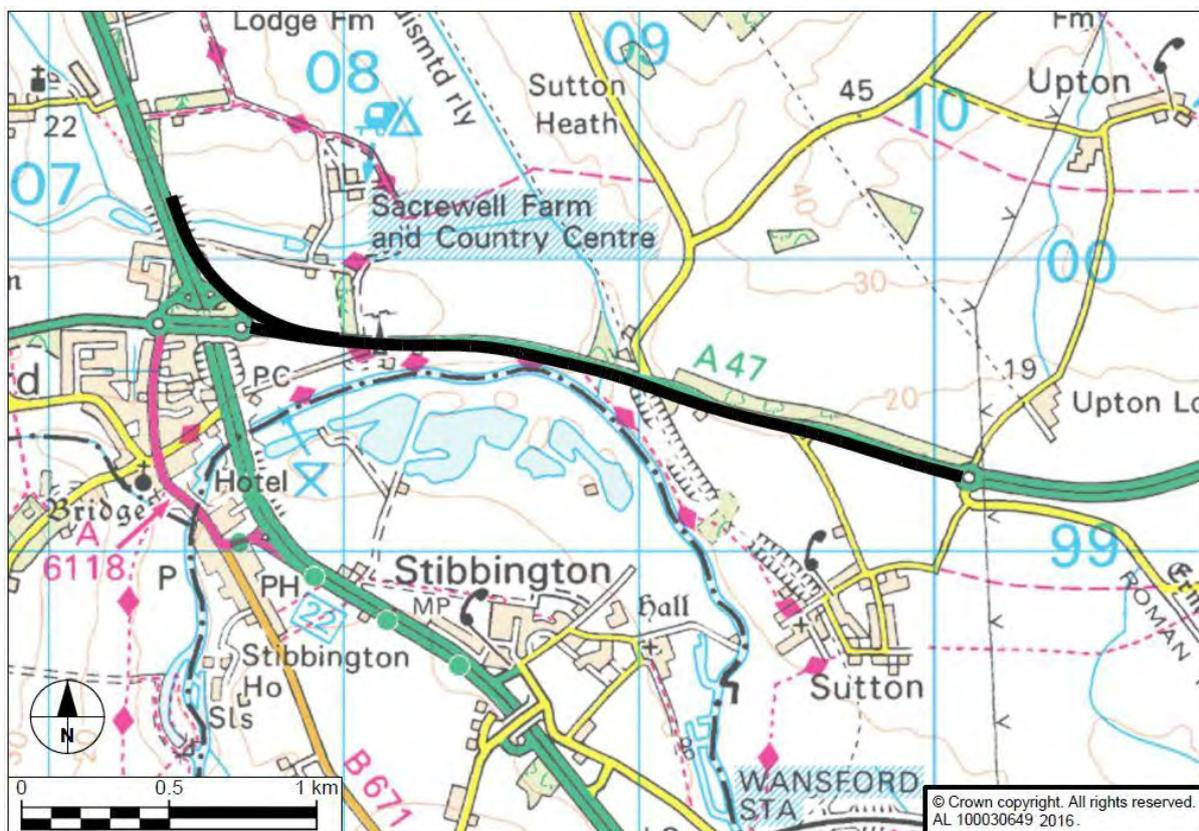 Lodge Fm
dismtd rly
09
Fm
08
Sutton
Heath
45
10
Upton
22
07
Sacrewell Farm
and Country Centre
40
00
n
30
A 47
19
d
PC
20
Upton Lo
Hotel
Bridge
A
6118
99
P
PH
Stibbington
22
MP
Hall
ROMAN
Stibbington
Ho
Sutton
Sls
N
8
B 671
WANSFORD
STA
0 0.5 1 km
© Crown copyright. All rights reserved.
AL 100030649 2016.